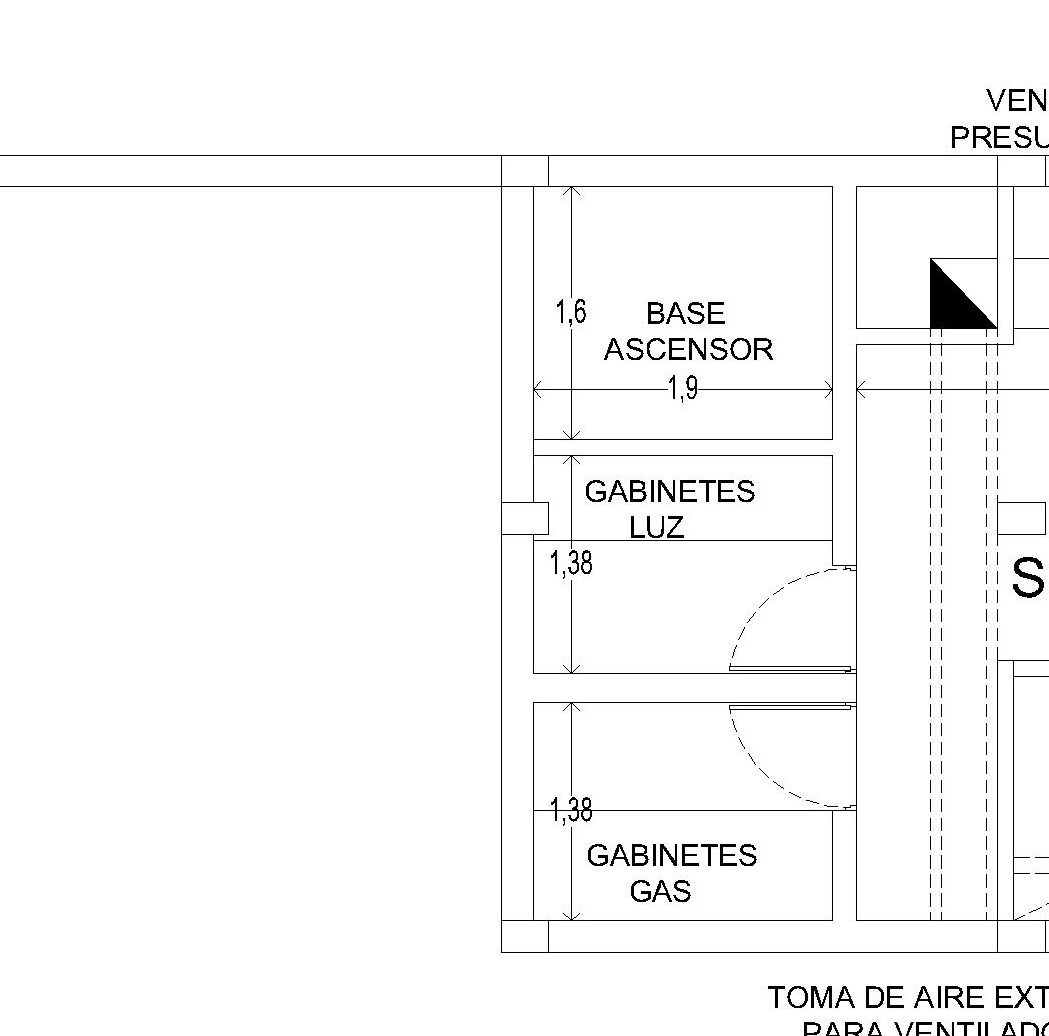 VEN
PRESU
1,6
BASE
ASCENSOR
1,9
GABINETES
LUZ
1,38
S
1,38
GABINETES
GAS
TOMA DE AIRE EXT
PARA VENTILADO